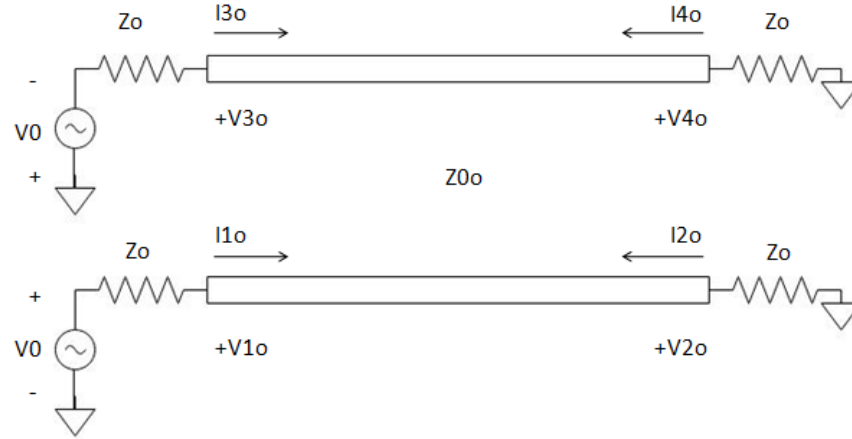 Zo I3o I4o Zo
-
V0 +V3o +V4o
+ Z0o
Zo I1o I2o Zo
+
V0 +V1o +V2o
-